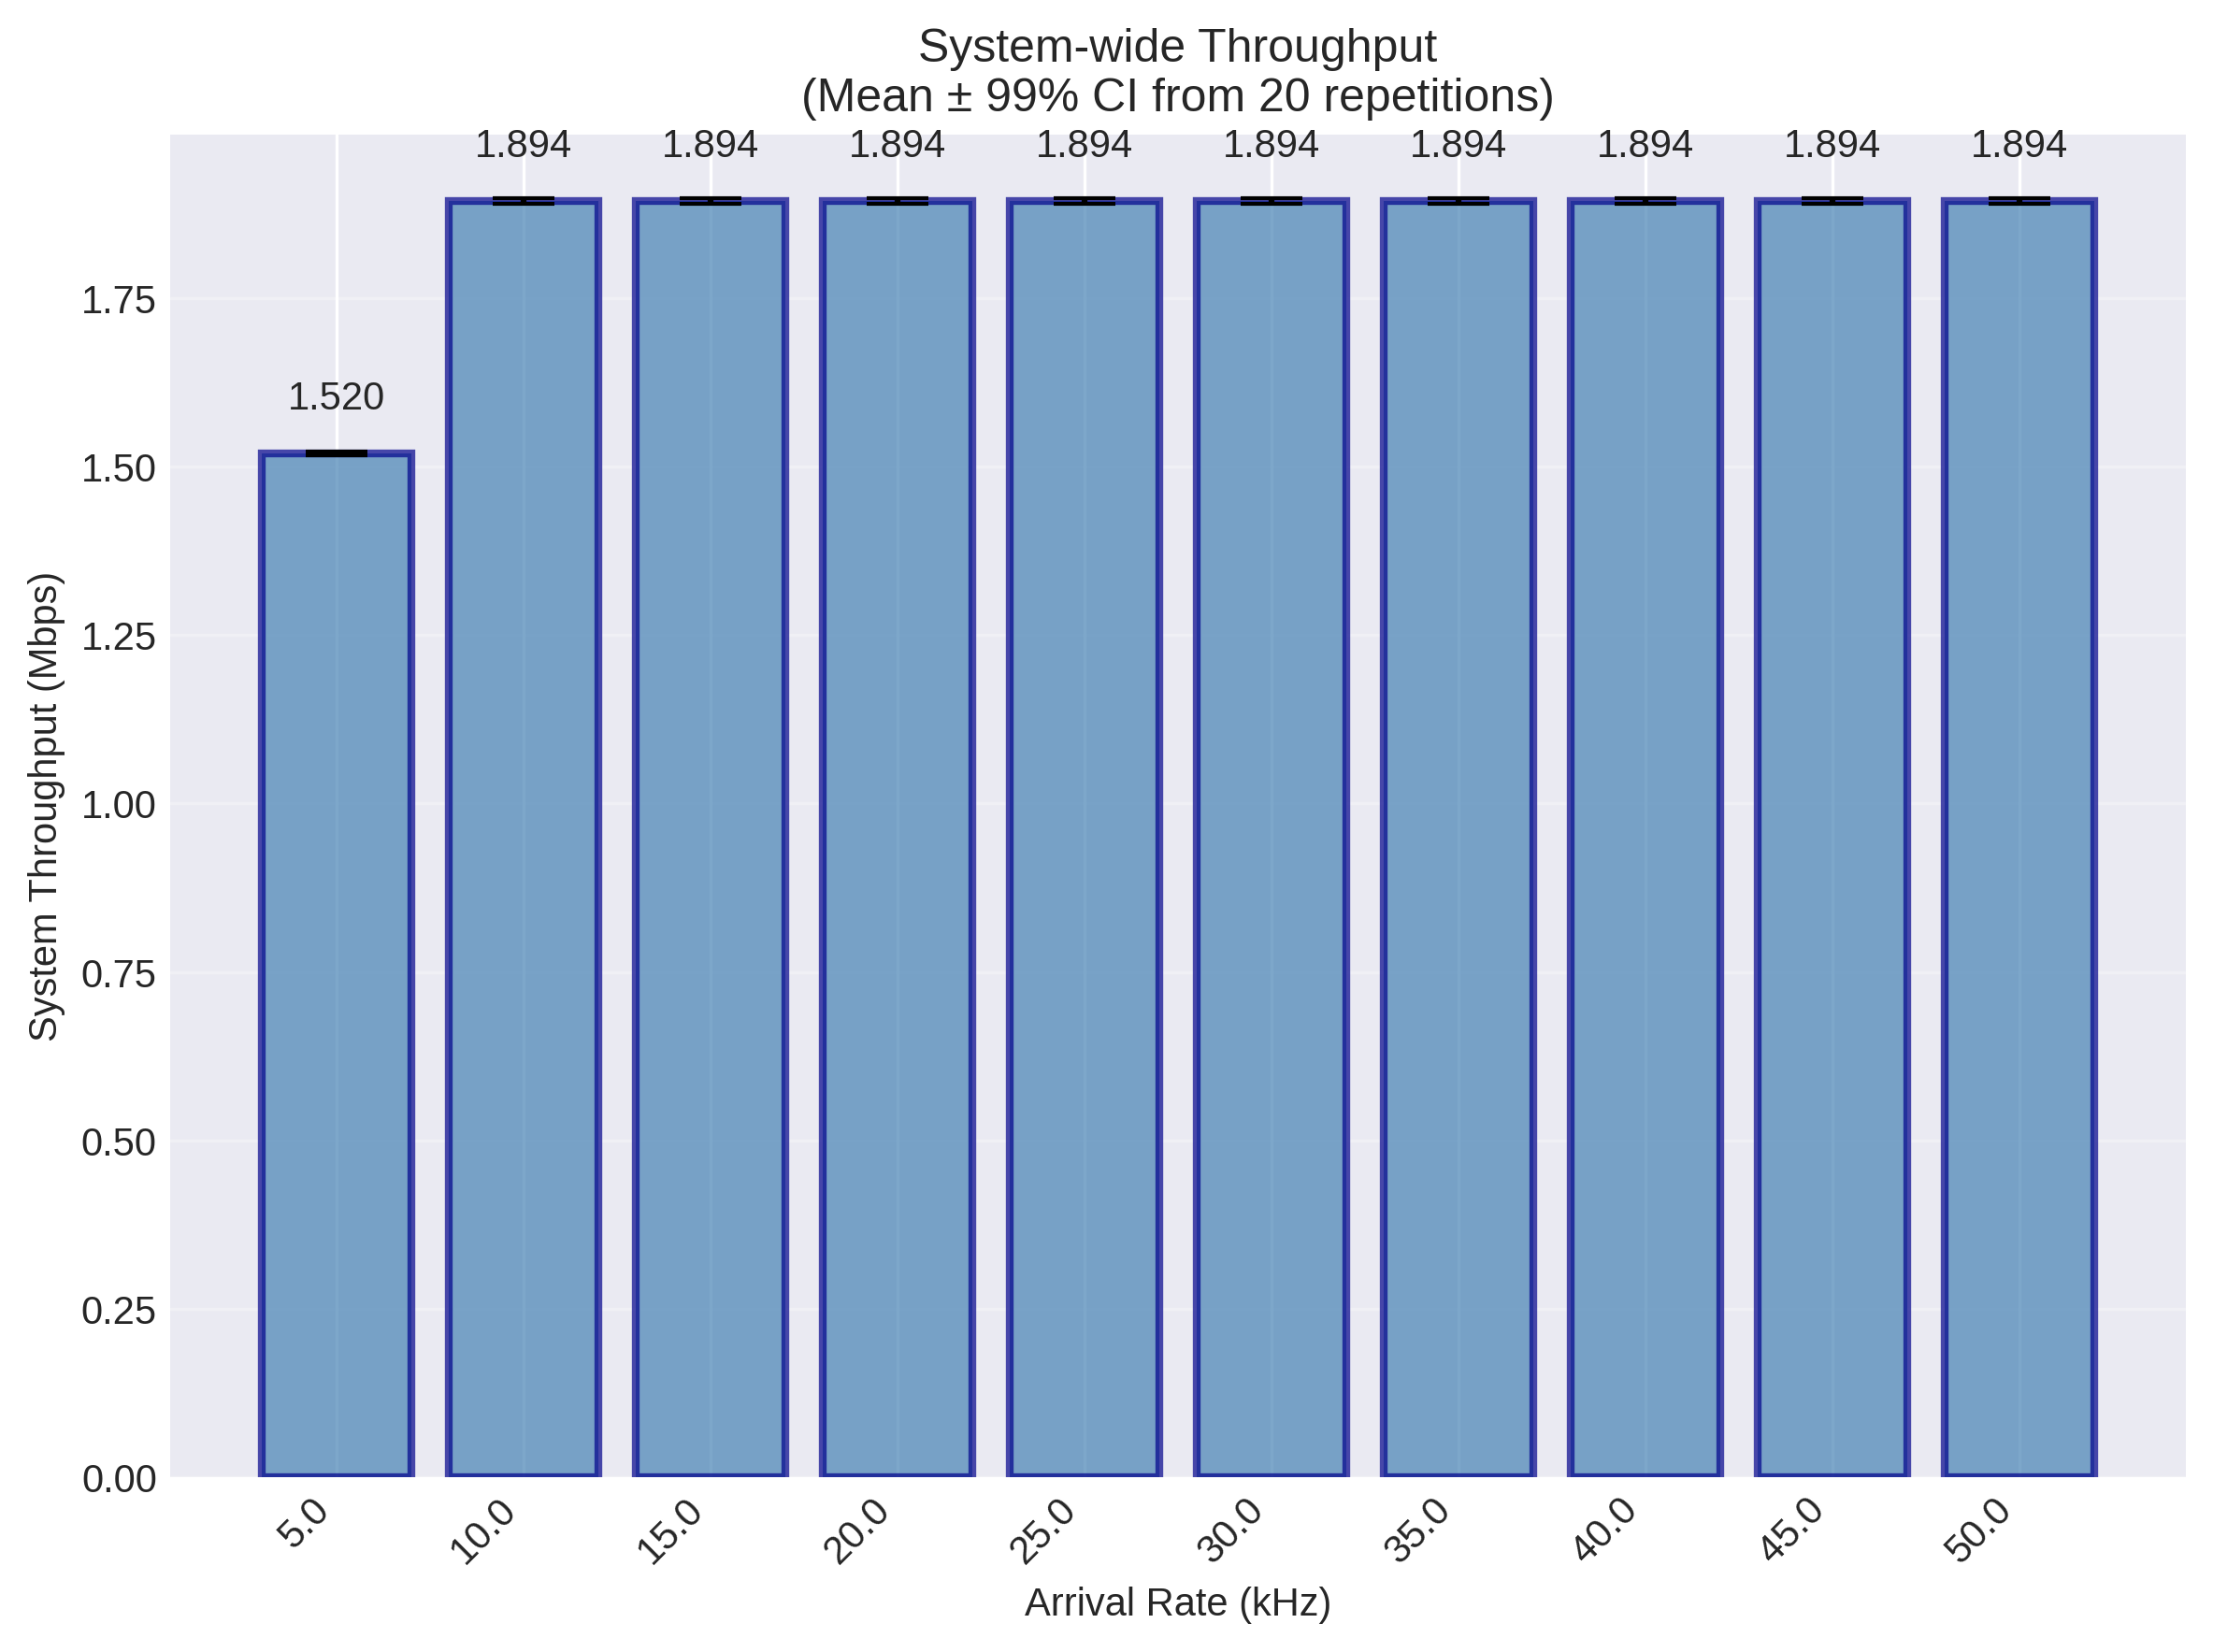 System-wide Throughput
(Mean ± 99% CI from 20 repetitions)
1.894 1.894 1.894 1.894 1.894 1.894 1.894 1.894 1.894
1.75
1.520
1.50
1.25
1.00
0.75
0.50
0.25
0.00
System Throughput (Mbps)
5.0 10.0 15.0 20.0 25.0 30.0 35.0 40.0 45.0 50.0
Arrival Rate (kHz)